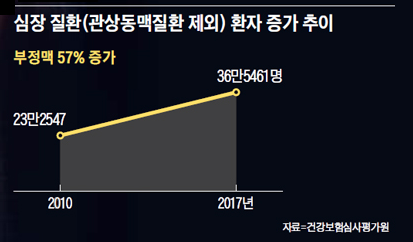 심장 질환(관상동맥질환 제외) 환자 증가 추이
부정맥 57% 증가
36만5461명
23만2547
2010
2017년
자료=건강보험심사평가원